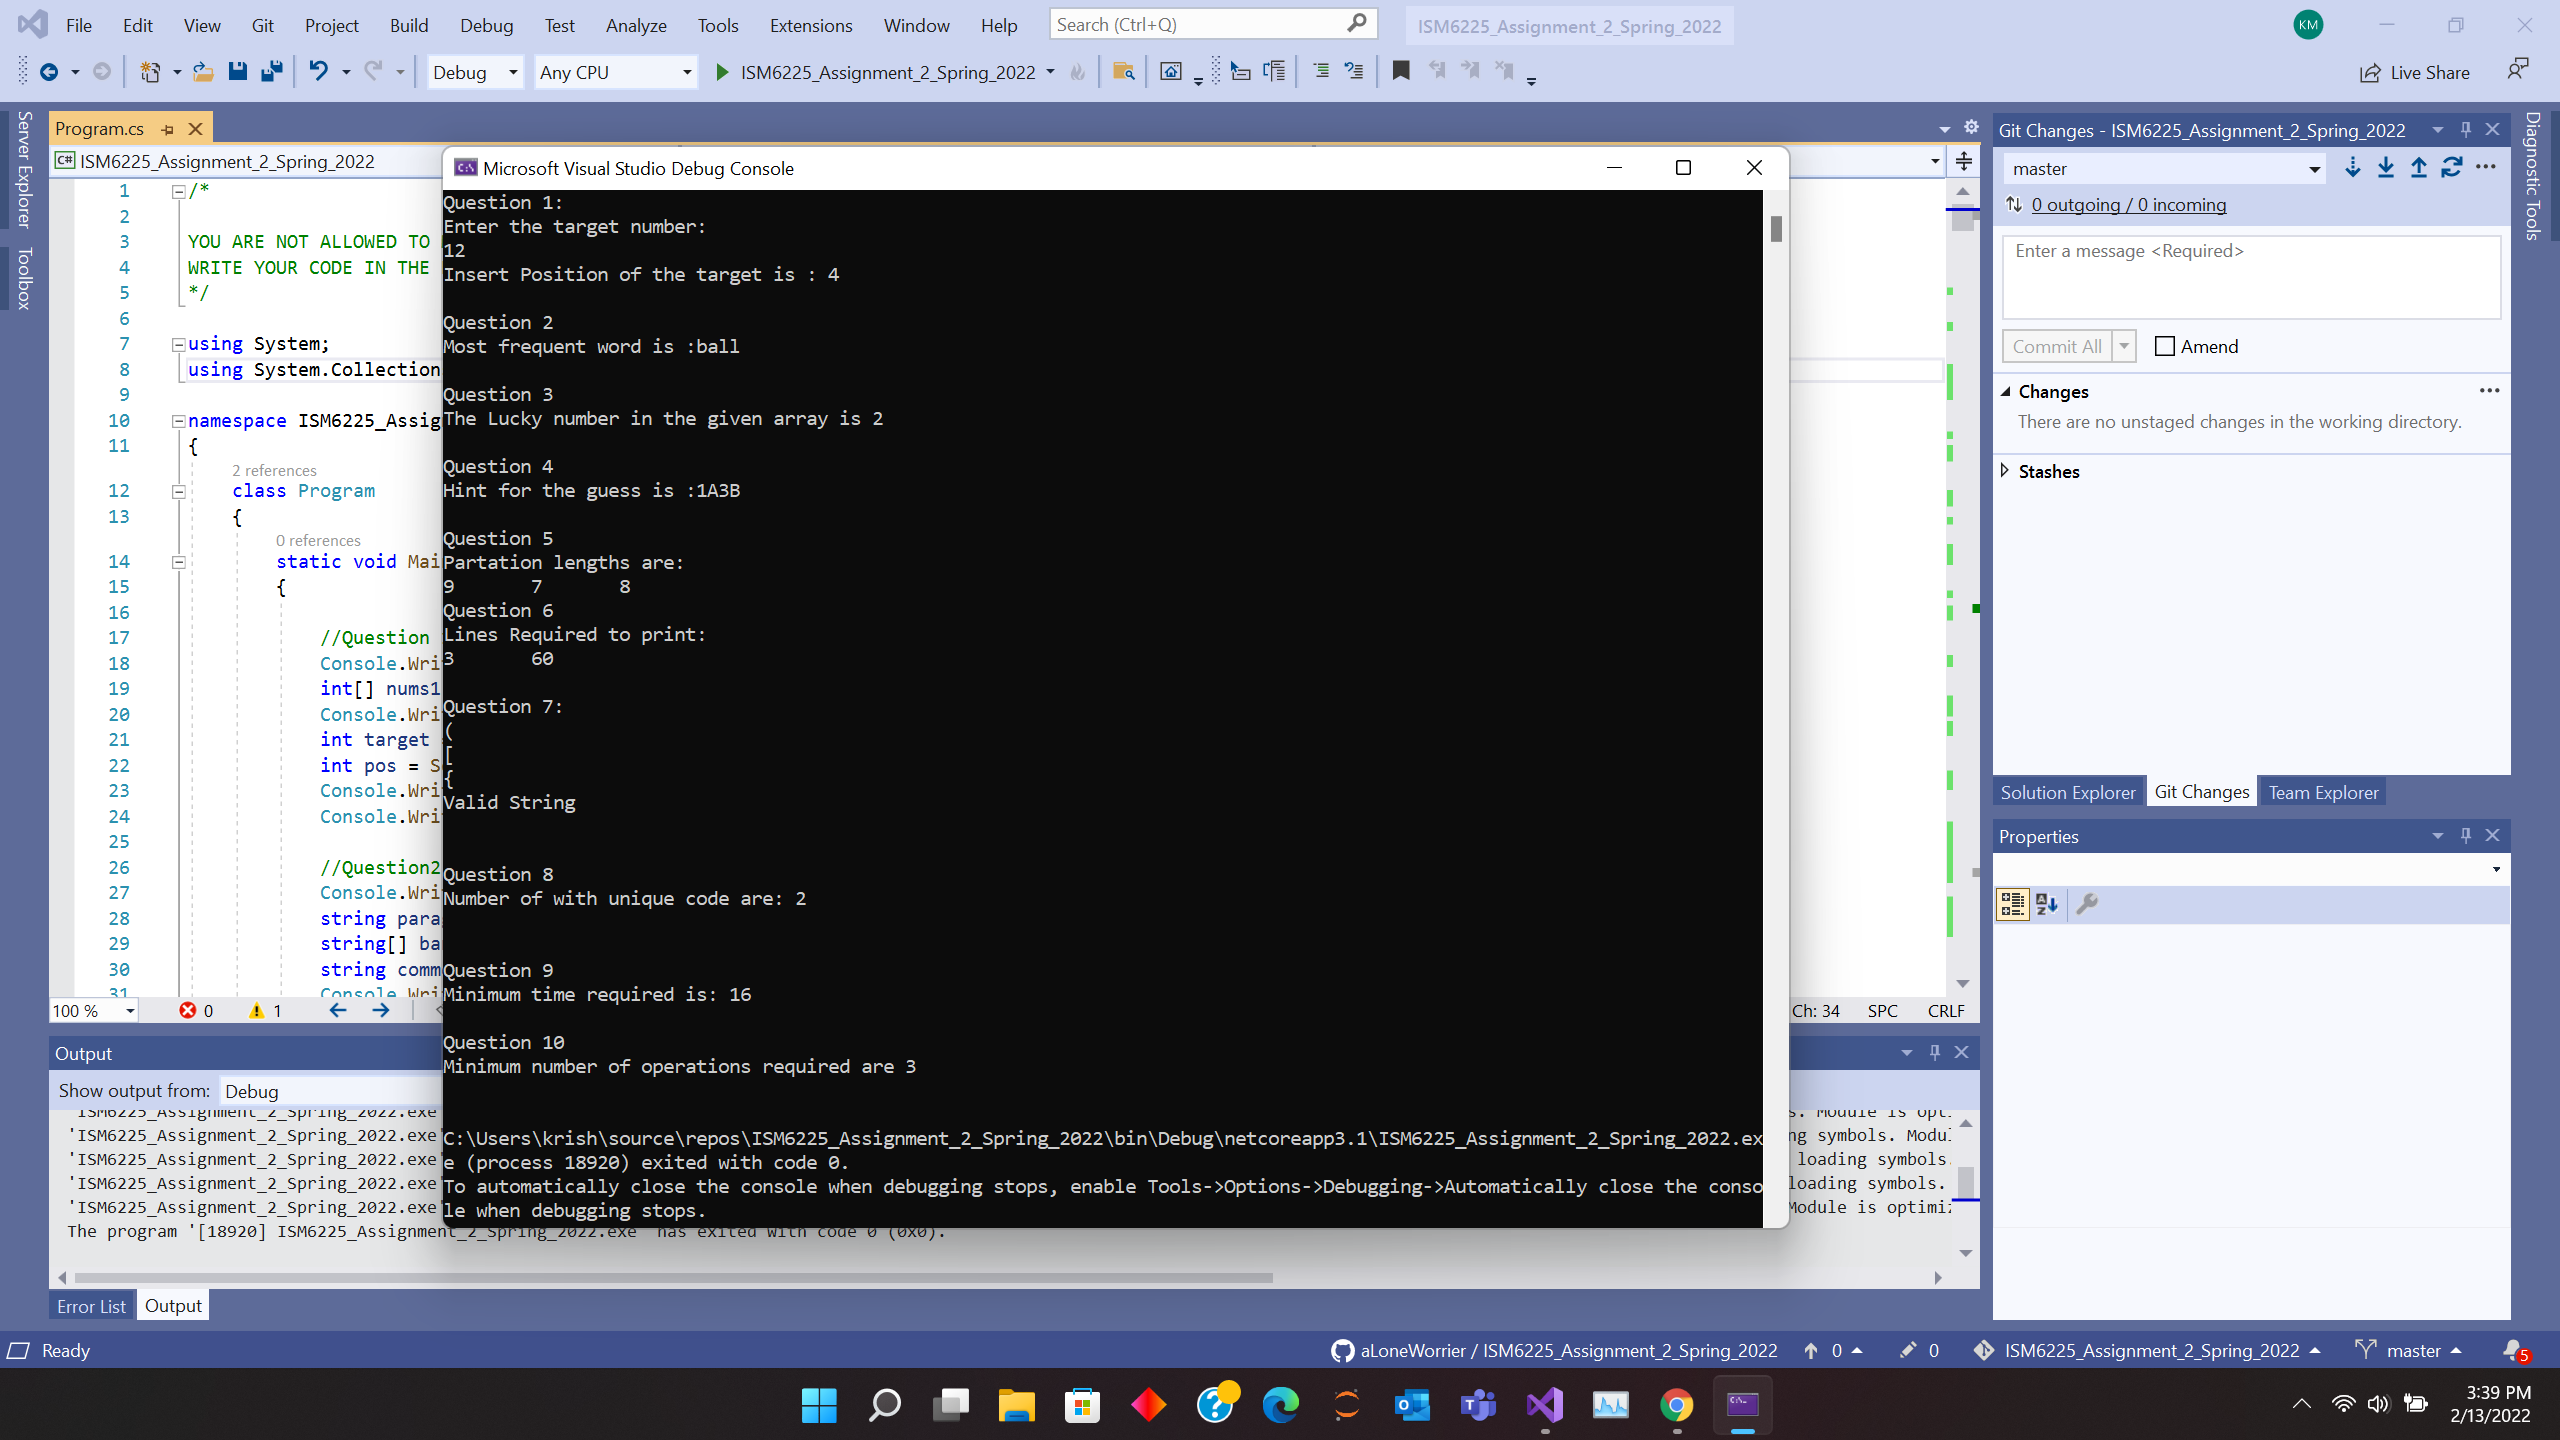 File Edit View Git Project Build Debug Test Analyze Tools Extensions Window Help Search (Ctrl+Q) ISM6225_Assignment_2_Spring_2022 KM
Debug Any CPU ISM6225_Assignment_2_Spring_2022 Live Share
Server Explorer
Toolbox
Program.cs
ISM6225_Assignment_2_Spring_2022
1 /*
2
3 YOU ARE NOT ALLOWED TO
4 WRITE YOUR CODE IN THE
5 */
6
7 using System;
8 using System.Collection
9
10 namespace ISM6225_Assig
11 {
2 references
12 class Program
13 {
0 references
14 static void Mai
15 {
16
17 //Question
18 Console.Wri
19 int[] nums1
20 Console.Wri
21 int target
22 int pos = S
23 Console.Wri
24 Console.Wri
25
26 //Question2
27 Console.Wri
28 string para
29 string[] ba
30 string comm
31 Console.Wri
100 % 0 1 Ch: 34 SPC CRLF
Microsoft Visual Studio Debug Console
Question 1:
Enter the target number:
12
Insert Position of the target is : 4
Question 2
Most frequent word is :ball
Question 3
The Lucky number in the given array is 2
Question 4
Hint for the guess is :1A3B
Question 5
Partation lengths are:
9 7 8
Question 6
Lines Required to print:
3 60
Question 7:
(
[
{
Valid String
Question 8
Number of with unique code are: 2
Question 9
Minimum time required is: 16
Question 10
Minimum number of operations required are 3
C:\Users\krish\source\repos\ISM6225_Assignment_2_Spring_2022\bin\Debug\netcoreapp3.1\ISM6225_Assignment_2_Spring_2022.ex
e (process 18920) exited with code 0.
To automatically close the console when debugging stops, enable Tools->Options->Debugging->Automatically close the conso
le when debugging stops.
Output
Show output from: Debug
'ISM6225_Assignment_2_Spring_2022.exe' s. Module is opt
'ISM6225_Assignment_2_Spring_2022.exe' ng symbols. Modul
'ISM6225_Assignment_2_Spring_2022.exe' loading symbols.
'ISM6225_Assignment_2_Spring_2022.exe' loading symbols.
'ISM6225_Assignment_2_Spring_2022.exe' Module is optimiz
The program '[18920] ISM6225_Assignment_2_Spring_2022.exe' has exited with code 0 (0x0).
Error List Output
Git Changes - ISM6225_Assignment_2_Spring_2022
master
0 outgoing / 0 incoming
Enter a message <Required>
Commit All Amend
Changes
There are no unstaged changes in the working directory.
Stashes
Solution Explorer Git Changes Team Explorer
Properties
Diagnostic Tools
Ready aLoneWorrier / ISM6225_Assignment_2_Spring_2022 0 0 ISM6225_Assignment_2_Spring_2022 master 5
3:39 PM
2/13/2022